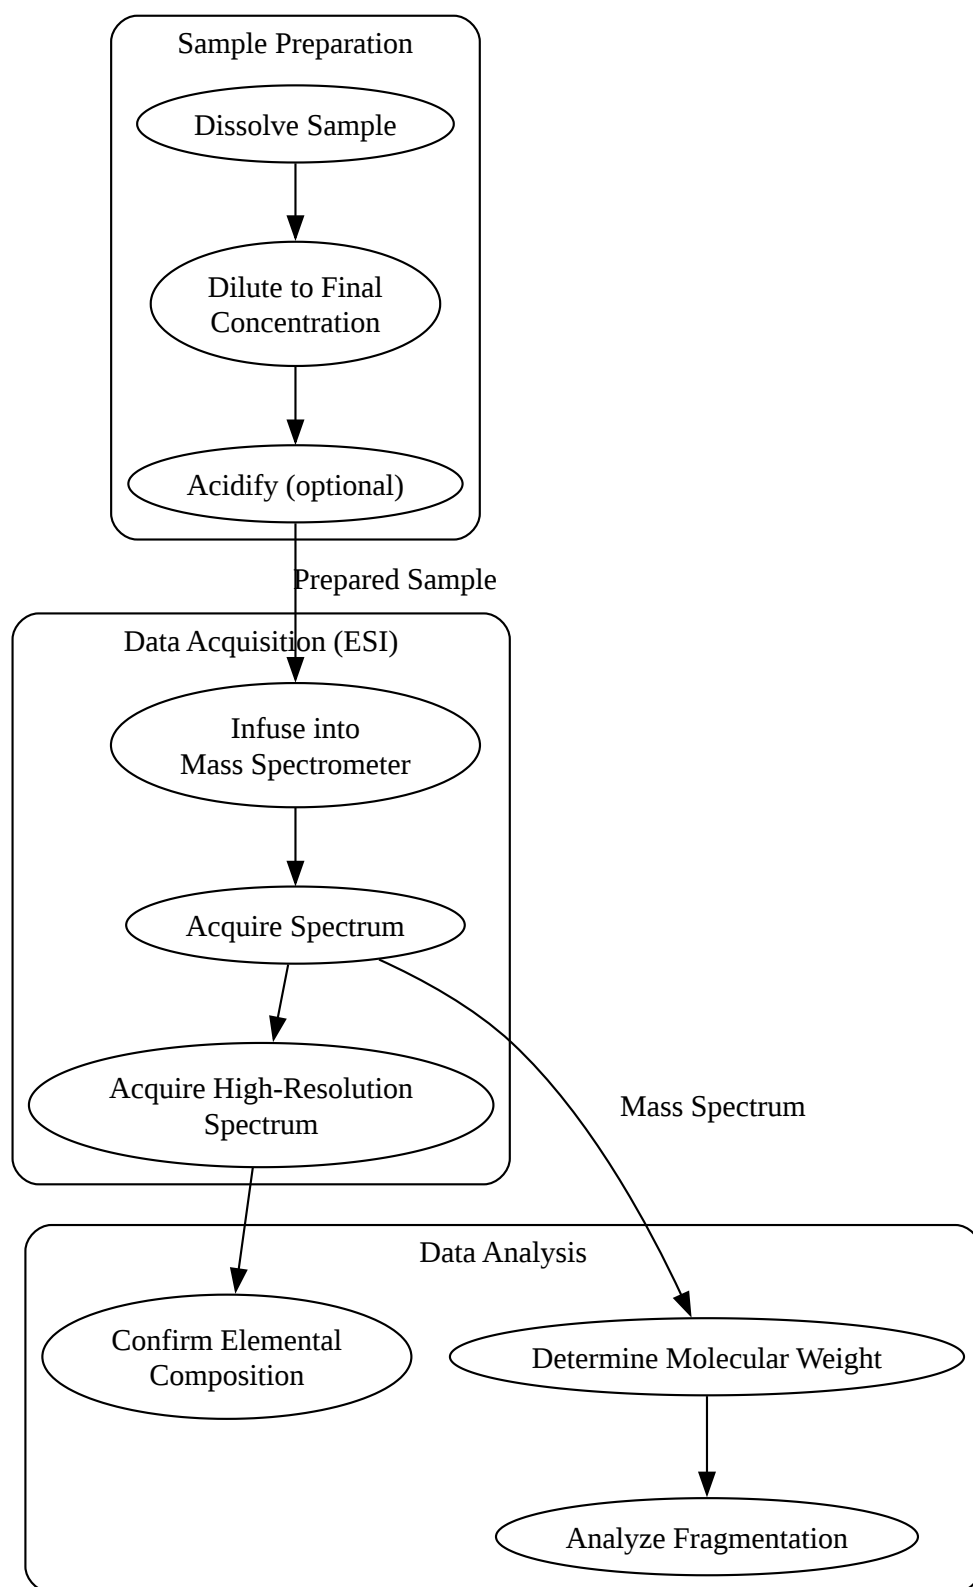 Sample Preparation
Dissolve Sample
Dilute to Final
Concentration
Acidify (optional)
Prepared Sample
Data Acquisition (ESI)
Infuse into
Mass Spectrometer
Acquire Spectrum
Acquire High-Resolution
Spectrum
Mass Spectrum
Data Analysis
Confirm Elemental
Composition
Determine Molecular Weight
Analyze Fragmentation